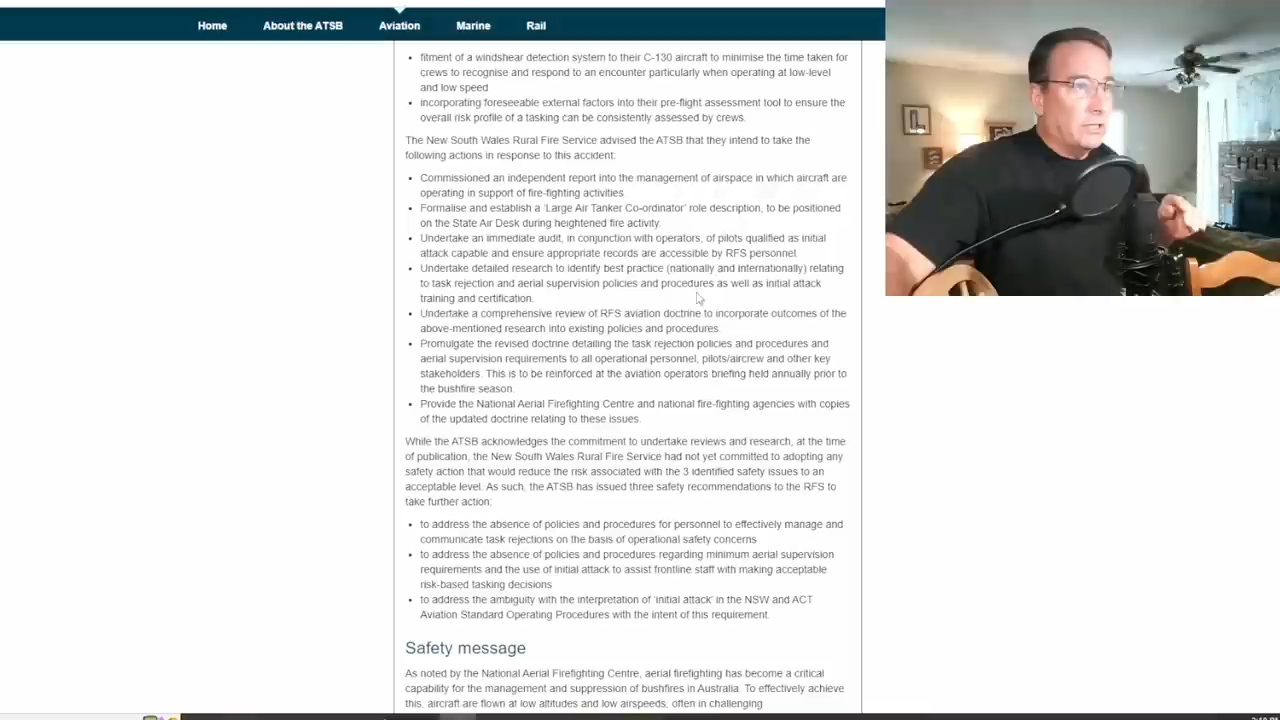 Home About the ATSB Aviation Marine Rail
• fitment of a windshear detection system to their C-130 aircraft to minimise the time taken for
crews to recognise and respond to an encounter particularly when operating at low-level
and low speed
• incorporating foreseeable external factors into their pre-flight assessment tool to ensure the
overall risk profile of a tasking can be consistently assessed by crews.
The New South Wales Rural Fire Service advised the ATSB that they intend to take the
following actions in response to this accident:
• Commissioned an independent report into the management of airspace in which aircraft are
operating in support of fire-fighting activities
• Formalise and establish a 'Large Air Tanker Co-ordinator' role description, to be positioned
on the State Air Desk during heightened fire activity.
• Undertake an immediate audit, in conjunction with operators, of pilots qualified as initial
attack capable and ensure appropriate records are accessible by RFS personnel.
• Undertake detailed research to identify best practice (nationally and internationally) relating
to task rejection and aerial supervision policies and procedures as well as initial attack
training and certification.
• Undertake a comprehensive review of RFS aviation doctrine to incorporate outcomes of the
above-mentioned research into existing policies and procedures.
• Promulgate the revised doctrine detailing the task rejection policies and procedures and
aerial supervision requirements to all operational personnel, pilots/aircrew and other key
stakeholders. This is to be reinforced at the aviation operators briefing held annually prior to
the bushfire season.
• Provide the National Aerial Firefighting Centre and national fire-fighting agencies with copies
of the updated doctrine relating to these issues.
While the ATSB acknowledges the commitment to undertake reviews and research, at the time
of publication, the New South Wales Rural Fire Service had not yet committed to adopting any
safety action that would reduce the risk associated with the 3 identified safety issues to an
acceptable level. As such, the ATSB has issued three safety recommendations to the RFS to
take further action:
• to address the absence of policies and procedures for personnel to effectively manage and
communicate task rejections on the basis of operational safety concerns
• to address the absence of policies and procedures regarding minimum aerial supervision
requirements and the use of initial attack to assist frontline staff with making acceptable
risk-based tasking decisions
• to address the ambiguity with the interpretation of 'initial attack' in the NSW and ACT
Aviation Standard Operating Procedures with the intent of this requirement.
Safety message
As noted by the National Aerial Firefighting Centre, aerial firefighting has become a critical
capability for the management and suppression of bushfires in Australia. To effectively achieve
this, aircraft are flown at low altitudes and low airspeeds, often in challenging